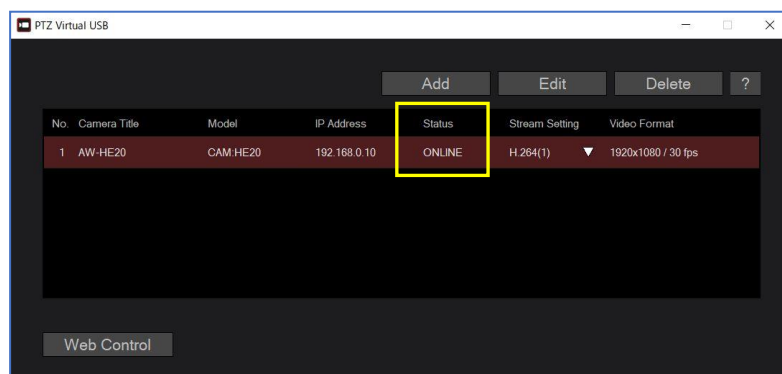 PTZ Virtual USB
Add Edit Delete ?
No. Camera Title Model IP Address Status Stream Setting Video Format
1 AW-HE20 CAM:HE20 192.168.0.10 ONLINE H.264(1) 1920x1080 / 30 fps
Web Control